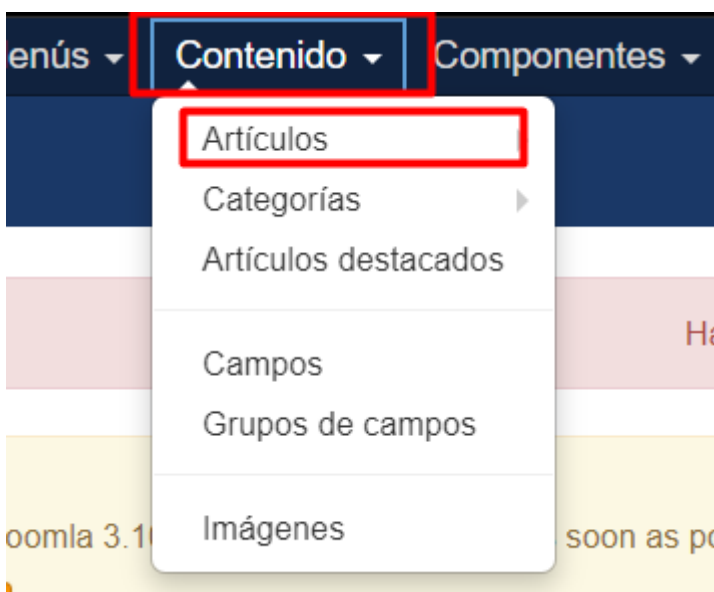 enús Contenido Componentes
Artículos
Categorías
Artículos destacados
Ha
Campos
Grupos de campos
oomla 3.1 Imágenes soon as po